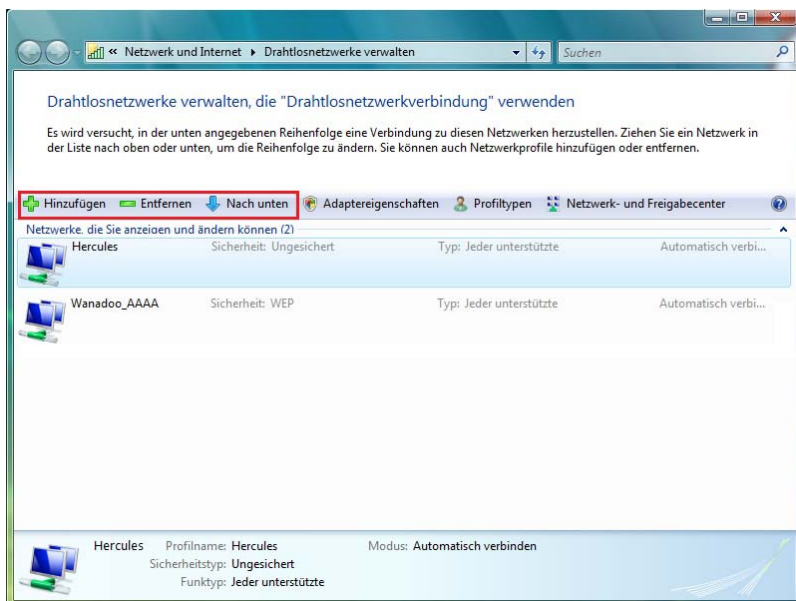 « Netzwerk und Internet Drahtlosnetzwerke verwalten Suchen
Drahtlosnetzwerke verwalten, die "Drahtlosnetzwerkverbindung" verwenden
Es wird versucht, in der unten angegebenen Reihenfolge eine Verbindung zu diesen Netzwerken herzustellen. Ziehen Sie ein Netzwerk in
der Liste nach oben oder unten, um die Reihenfolge zu ändern. Sie können auch Netzwerkprofile hinzufügen oder entfernen.
Hinzufügen Entfernen Nach unten Adaptereigenschaften Profiltypen Netzwerk- und Freigabecenter
Netzwerke, die Sie anzeigen und ändern können (2)
Hercules Sicherheit: Ungesichert Typ: Jeder unterstützte Automatisch verbi...
Wanadoo_AAAA Sicherheit: WEP Typ: Jeder unterstützte Automatisch verbi...
Hercules Profilname: Hercules Modus: Automatisch verbinden
Sicherheitstyp: Ungesichert
Funktyp: Jeder unterstützte